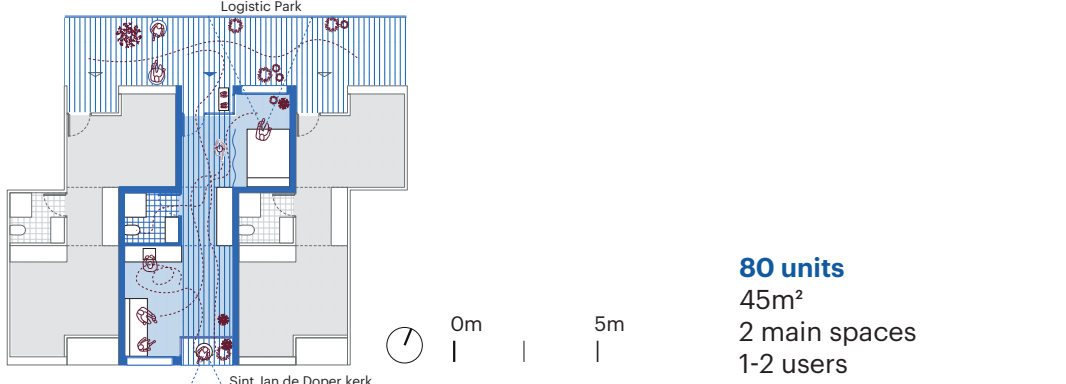 Logistic Park
0m 5m
80 units
45m²
2 main spaces
1-2 users
Sint Jan de Doper kerk